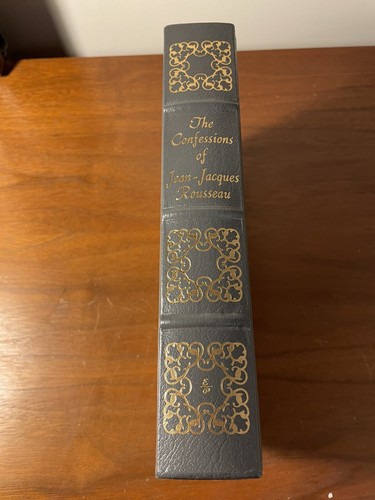 The
Confessions
of
Jean-Jacques
Rousseau